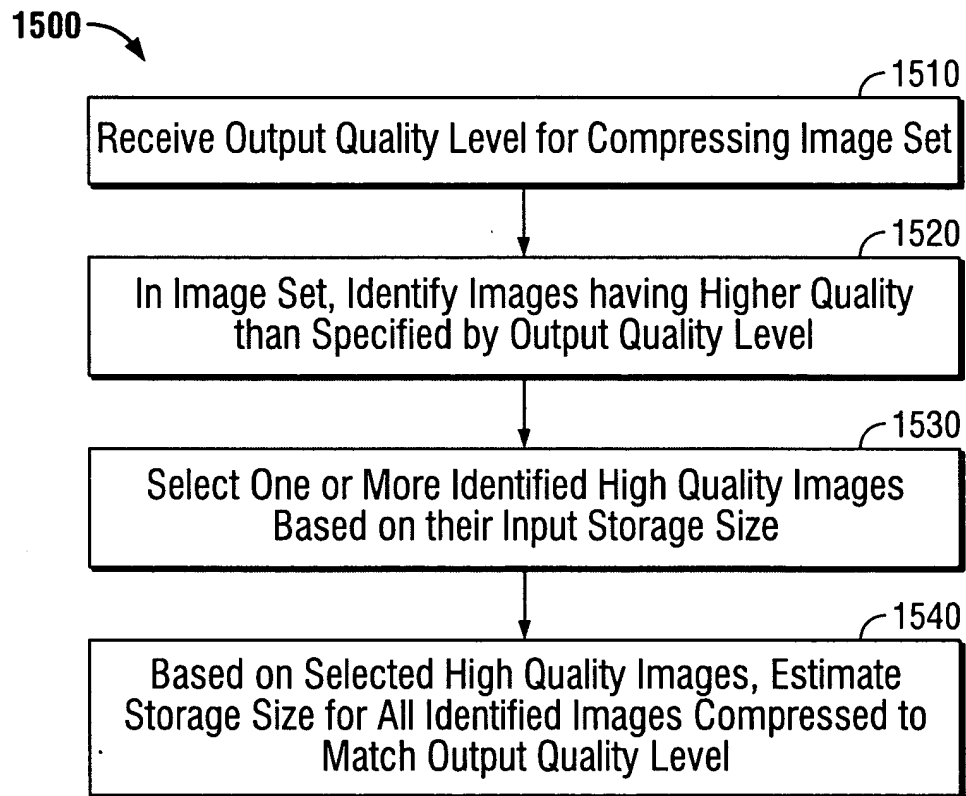 1500
1510
Receive Output Quality Level for Compressing Image Set
1520
In Image Set, Identify Images having Higher Quality
than Specified by Output Quality Level
1530
Select One or More Identified High Quality Images
Based on their Input Storage Size
1540
Based on Selected High Quality Images, Estimate
Storage Size for All Identified Images Compressed to
Match Output Quality Level